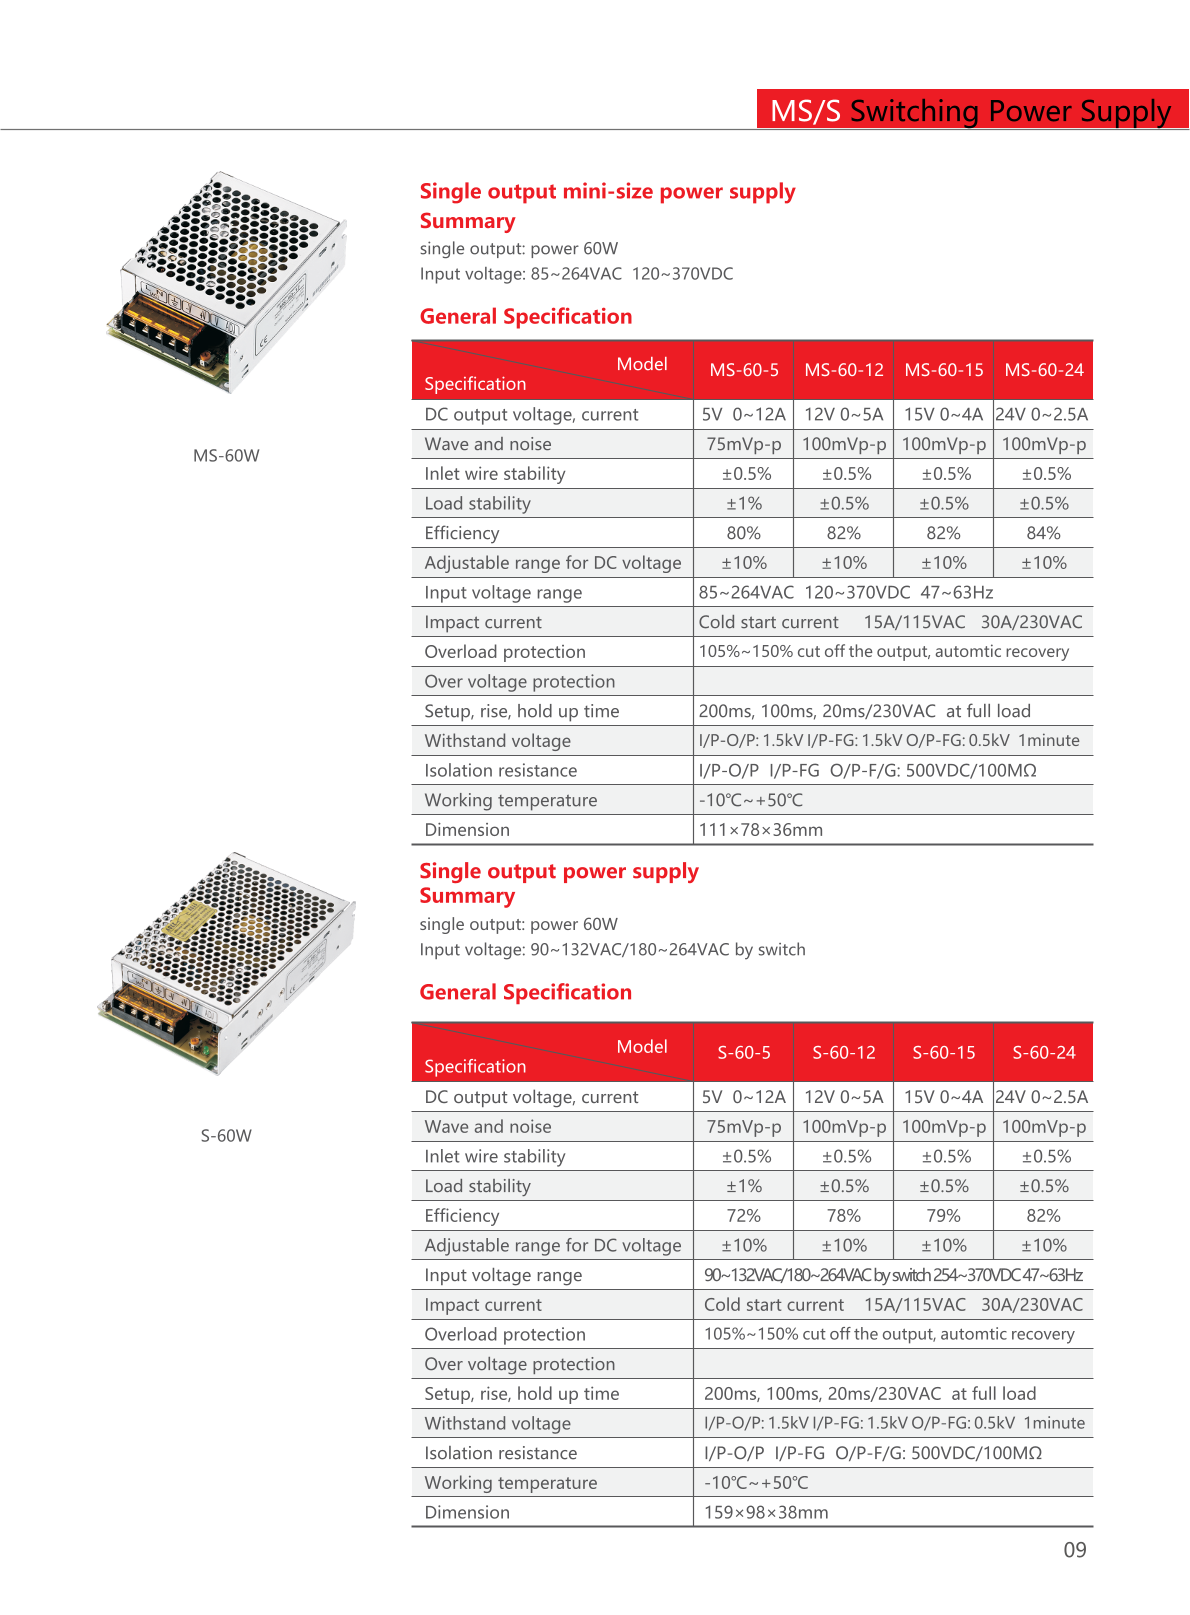 MS/S Switching Power Supply
Single output mini-size power supply
Summary
single output: power 60W
Input voltage: 85~264VAC 120~370VDC
General Specification
MS-60W
Model
Specification
MS-60-5 MS-60-12 MS-60-15 MS-60-24
DC output voltage, current 5V 0~12A 12V 0~5A 15V 0~4A 24V 0~2.5A
Wave and noise 75mVp-p 100mVp-p 100mVp-p 100mVp-p
Inlet wire stability ±0.5% ±0.5% ±0.5% ±0.5%
Load stability ±1% ±0.5% ±0.5% ±0.5%
Efficiency 80% 82% 82% 84%
Adjustable range for DC voltage ±10% ±10% ±10% ±10%
Input voltage range 85~264VAC 120~370VDC 47~63Hz
Impact current Cold start current 15A/115VAC 30A/230VAC
Overload protection 105%~150% cut off the output, automtic recovery
Over voltage protection
Setup, rise, hold up time 200ms, 100ms, 20ms/230VAC at full load
Withstand voltage I/P-O/P: 1.5kV I/P-FG: 1.5kV O/P-FG: 0.5kV 1minute
Isolation resistance I/P-O/P I/P-FG O/P-F/G: 500VDC/100MΩ
Working temperature -10℃~+50℃
Dimension 111×78×36mm
Single output power supply
Summary
single output: power 60W
Input voltage: 90~132VAC/180~264VAC by switch
General Specification
S-60W
Model
Specification
S-60-5 S-60-12 S-60-15 S-60-24
DC output voltage, current 5V 0~12A 12V 0~5A 15V 0~4A 24V 0~2.5A
Wave and noise 75mVp-p 100mVp-p 100mVp-p 100mVp-p
Inlet wire stability ±0.5% ±0.5% ±0.5% ±0.5%
Load stability ±1% ±0.5% ±0.5% ±0.5%
Efficiency 72% 78% 79% 82%
Adjustable range for DC voltage ±10% ±10% ±10% ±10%
Input voltage range 90~132VAC/180~264VAC by switch 254~370VDC 47~63Hz
Impact current Cold start current 15A/115VAC 30A/230VAC
Overload protection 105%~150% cut off the output, automtic recovery
Over voltage protection
Setup, rise, hold up time 200ms, 100ms, 20ms/230VAC at full load
Withstand voltage I/P-O/P: 1.5kV I/P-FG: 1.5kV O/P-FG: 0.5kV 1minute
Isolation resistance I/P-O/P I/P-FG O/P-F/G: 500VDC/100MΩ
Working temperature -10℃~+50℃
Dimension 159×98×38mm
09